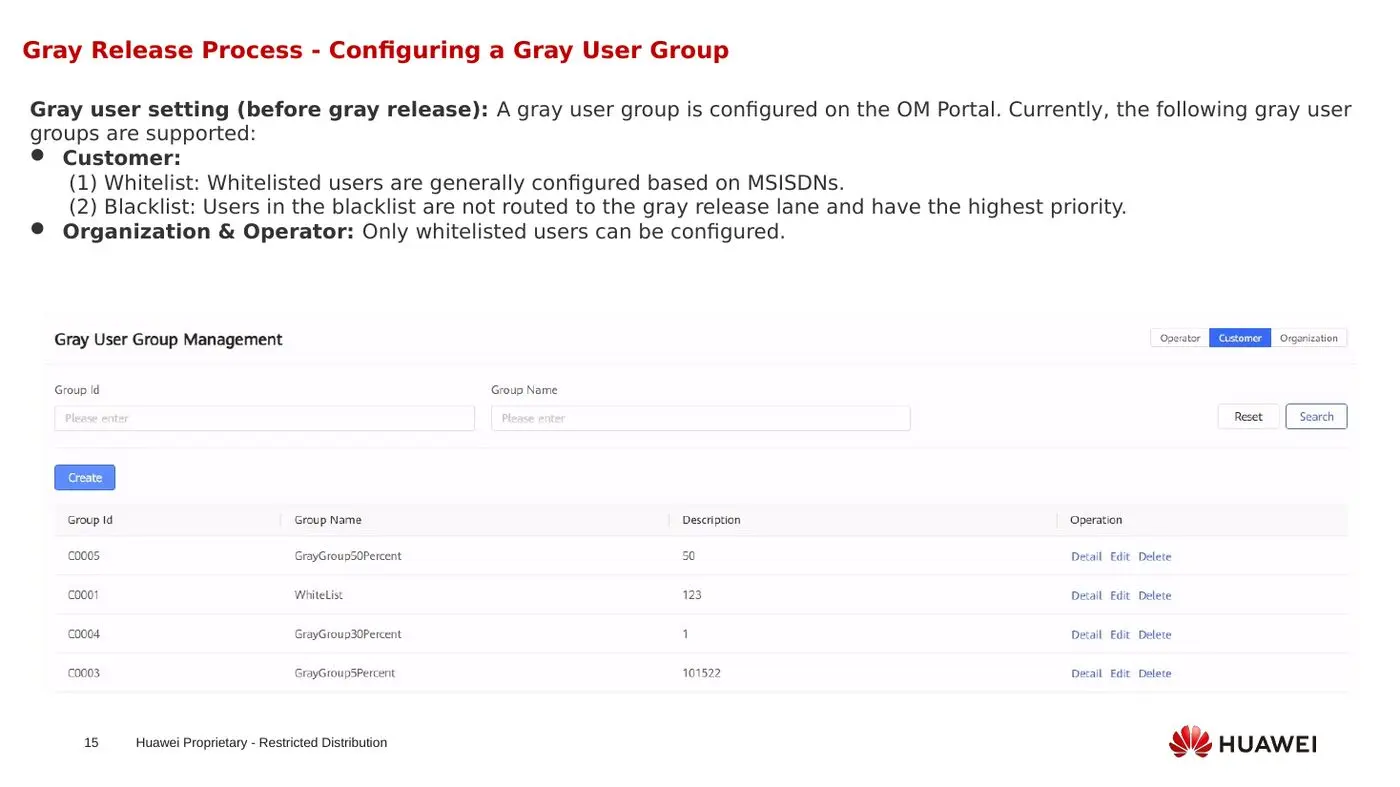 Gray Release Process - Configuring a Gray User Group
Gray user setting (before gray release): A gray user group is configured on the OM Portal. Currently, the following gray user
groups are supported:
● Customer:
(1) Whitelist: Whitelisted users are generally configured based on MSISDNs.
(2) Blacklist: Users in the blacklist are not routed to the gray release lane and have the highest priority.
● Organization & Operator: Only whitelisted users can be configured.
Gray User Group Management
Operator Customer Organization
Group Id Group Name
Please enter Please enter Reset Search
Create
Group Id Group Name Description Operation
C0005 GrayGroup50Percent 50 Detail Edit Delete
C0001 WhiteList 123 Detail Edit Delete
C0004 GrayGroup30Percent 1 Detail Edit Delete
C0003 GrayGroup5Percent 101522 Detail Edit Delete
15 Huawei Proprietary - Restricted Distribution
HUAWEI